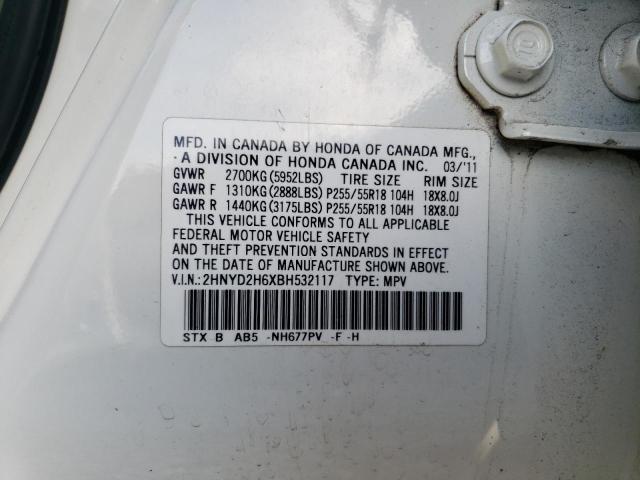 10
MFD. IN CANADA BY HONDA OF CANADA MFG.,
A DIVISION OF HONDA CANADA INC. 03/'11
GVWR 2700KG(5952LBS) TIRE SIZE RIM SIZE
GAWR F 1310KG(2888LBS) P255/55R18 104H 18X8.0J
GAWR R 1440KG(3175LBS) P255/55R18 104H 18X8.0J
THIS VEHICLE CONFORMS TO ALL APPLICABLE
FEDERAL MOTOR VEHICLE SAFETY
AND THEFT PREVENTION STANDARDS IN EFFECT
ON THE DATE OF MANUFACTURE SHOWN ABOVE.
V.I.N.: 2HNYD2H6XBH532117 TYPE: MPV
STX B AB5 -NH677PV -F -H